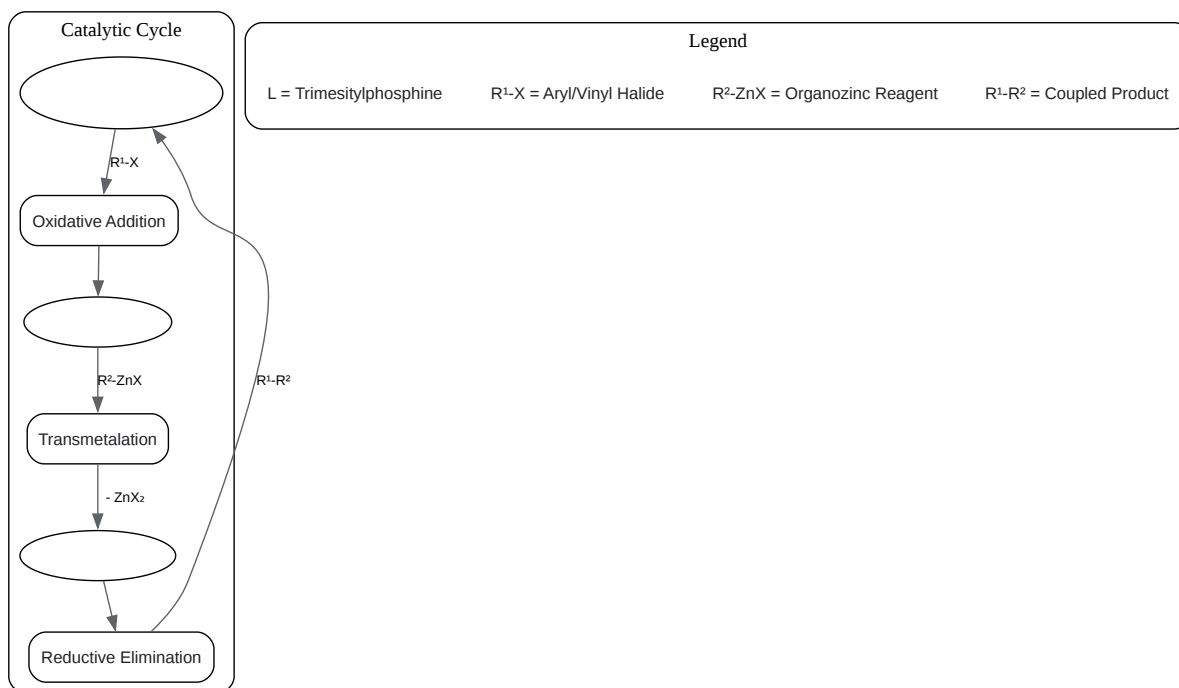 Catalytic Cycle
R¹-X
Oxidative Addition
R²-ZnX
Transmetalation
- ZnX₂
Reductive Elimination
R¹-R²
Legend
L = Trimesitylphosphine
R¹-X = Aryl/Vinyl Halide
R²-ZnX = Organozinc Reagent
R¹-R² = Coupled Product